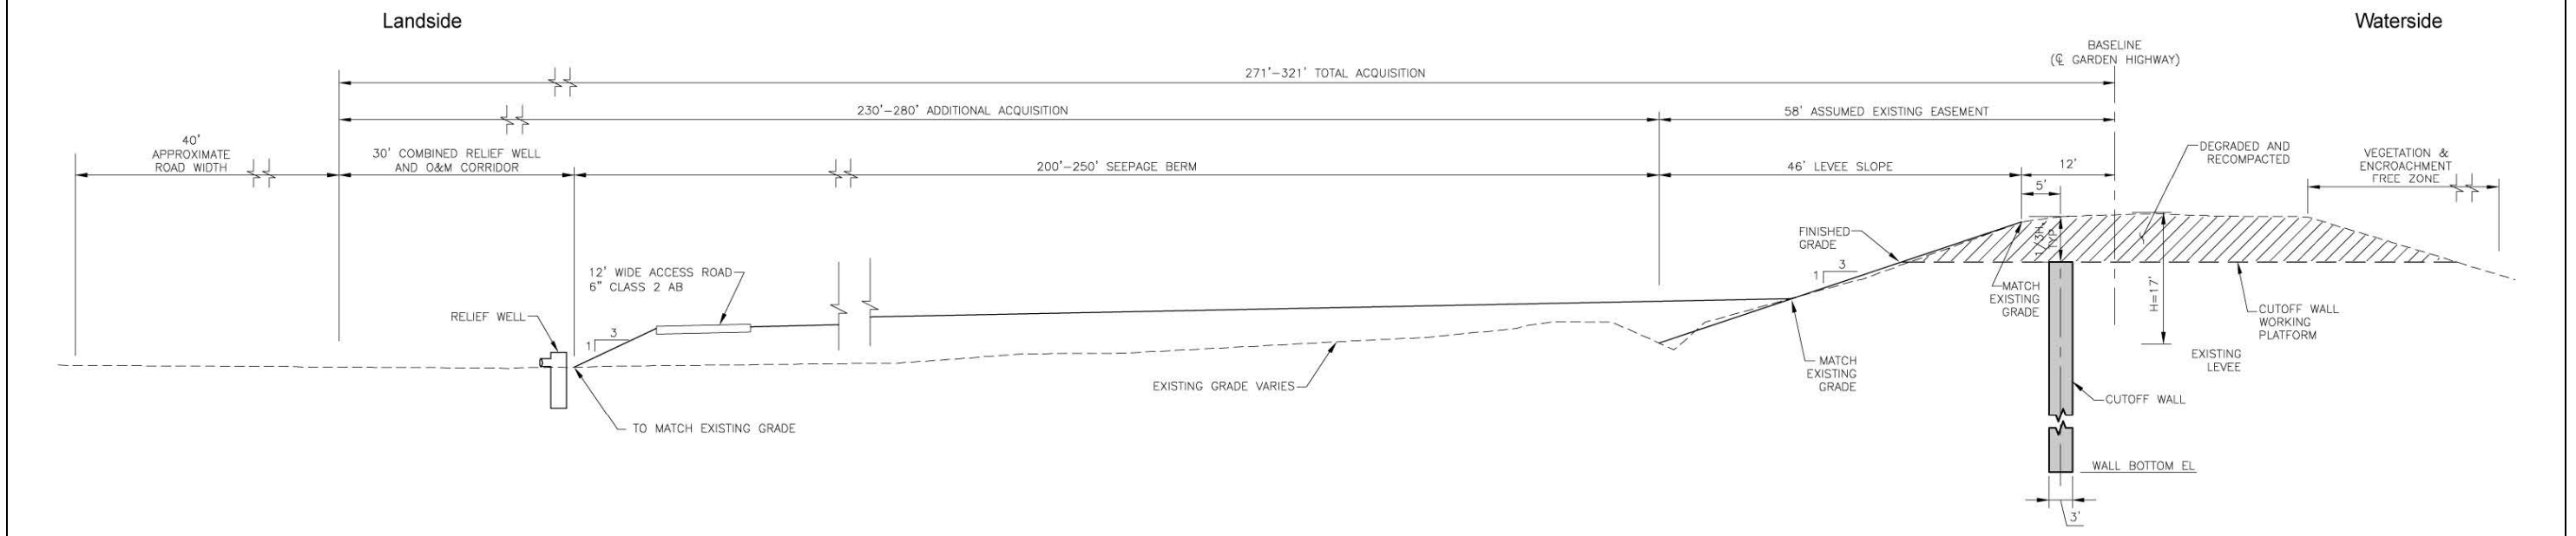 Landside
Waterside
BASELINE
(℄ GARDEN HIGHWAY)
271'-321' TOTAL ACQUISITION
230'-280' ADDITIONAL ACQUISITION
58' ASSUMED EXISTING EASEMENT
40'
APPROXIMATE
ROAD WIDTH
30' COMBINED RELIEF WELL
AND O&M CORRIDOR
200'-250' SEEPAGE BERM
46' LEVEE SLOPE
12'
5'
DEGRADED AND
RECOMPACTED
VEGETATION &
ENCROACHMENT
FREE ZONE
FINISHED
GRADE
1/3H,
TYP.
3
1
H=17'
MATCH
EXISTING
GRADE
CUTOFF WALL
WORKING
PLATFORM
12' WIDE ACCESS ROAD
6" CLASS 2 AB
RELIEF WELL
3
1
EXISTING
LEVEE
MATCH
EXISTING
GRADE
EXISTING GRADE VARIES
CUTOFF WALL
TO MATCH EXISTING GRADE
WALL BOTTOM EL
3'